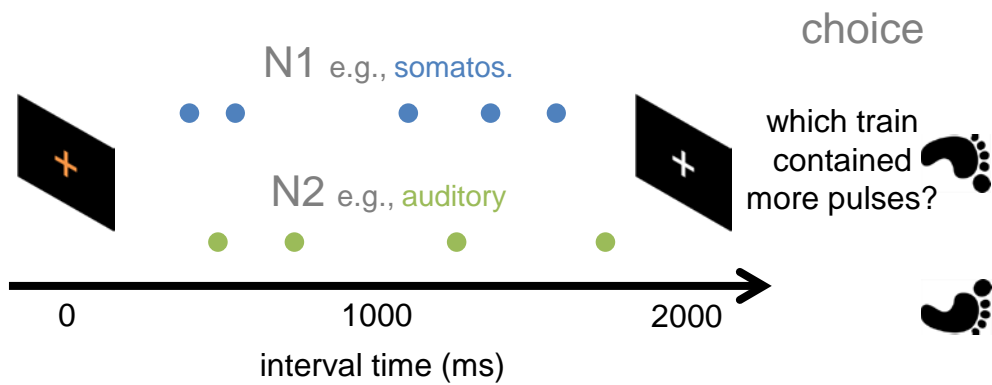 choice
N1 e.g., somatos.
which train
contained
more pulses?
N2 e.g., auditory
0 1000 2000
interval time (ms)